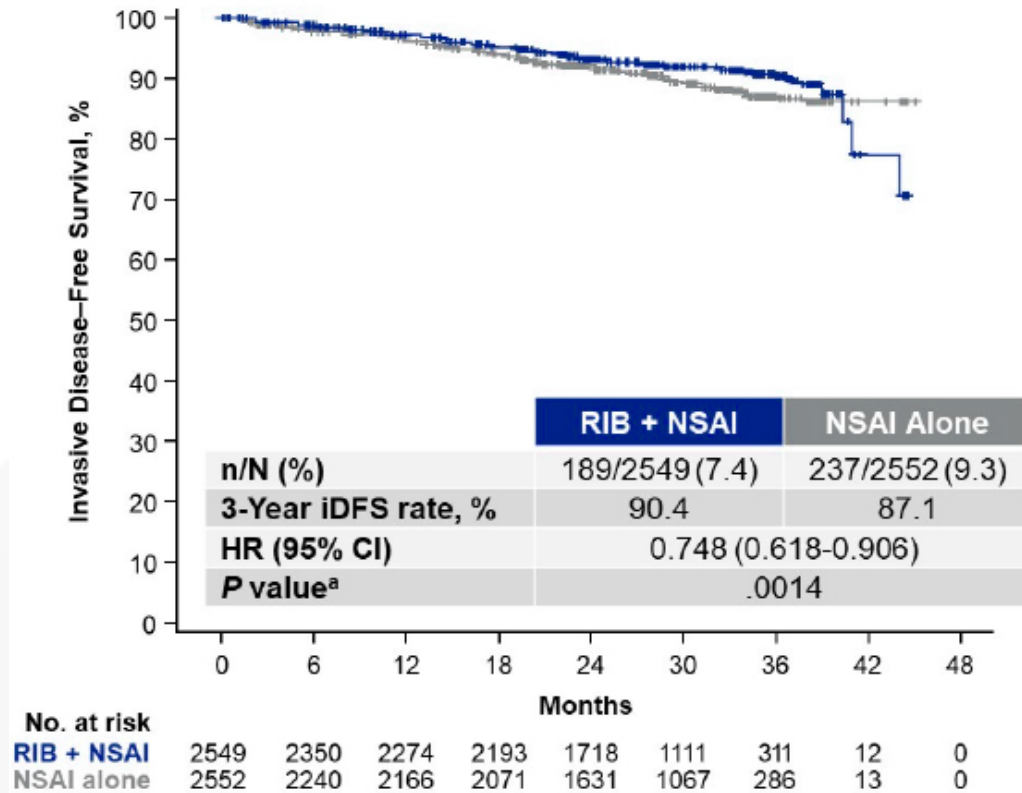 Invasive Disease–Free Survival, %
100
90
80
70
60
50
40
30
20
10
0
RIB + NSAI NSAI Alone
n/N (%) 189/2549 (7.4) 237/2552 (9.3)
3-Year iDFS rate, % 90.4 87.1
HR (95% CI) 0.748 (0.618-0.906)
P valueᵃ .0014
0 6 12 18 24 30 36 42 48
Months
No. at risk
RIB + NSAI 2549 2350 2274 2193 1718 1111 311 12 0
NSAI alone 2552 2240 2166 2071 1631 1067 286 13 0